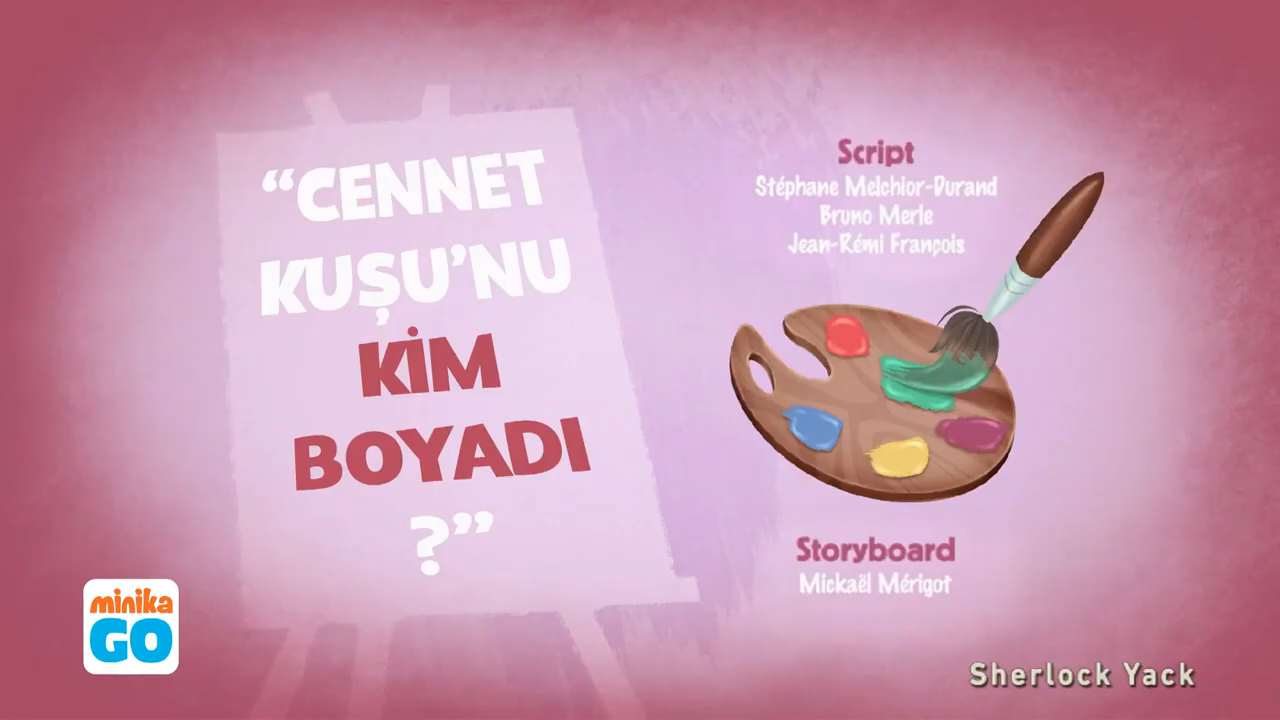 “CENNET
KUŞU’NU
KİM
BOYADI
?”
Script
Stéphane Melchior-Durand
Bruno Merle
Jean-Rémi François
Storyboard
Mickaël Mérigot
minika
GO
Sherlock Yack